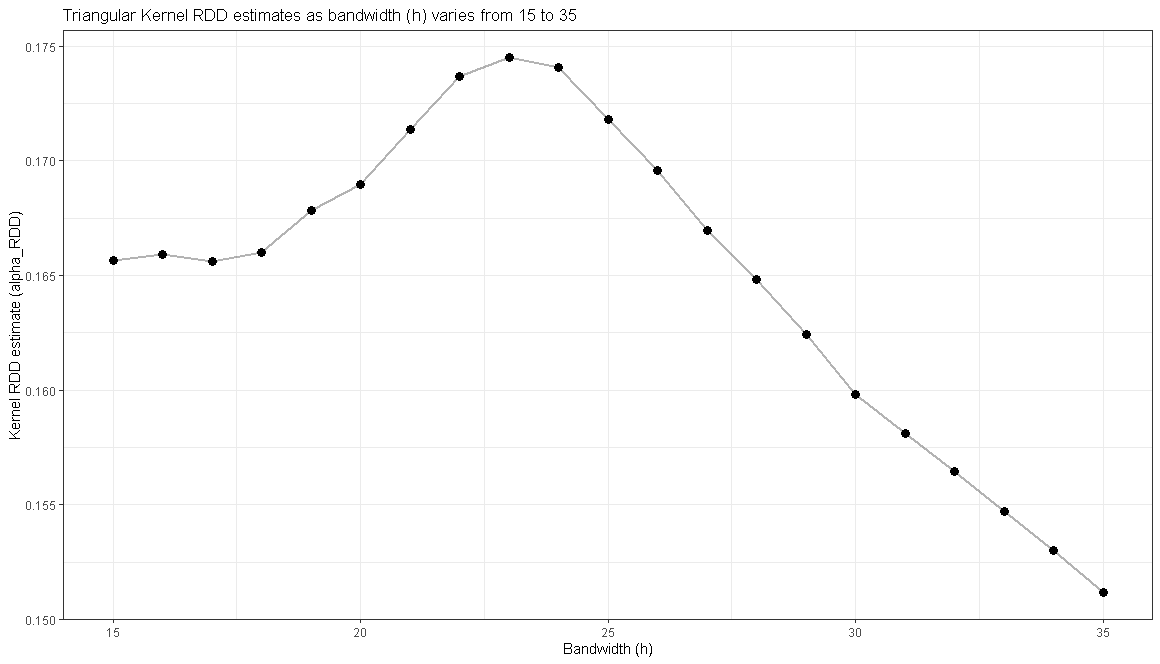 Triangular Kernel RDD estimates as bandwidth (h) varies from 15 to 35
Kernel RDD estimate (alpha_RDD)
0.175
0.170
0.165
0.160
0.155
0.150
15 20 25 30 35
Bandwidth (h)